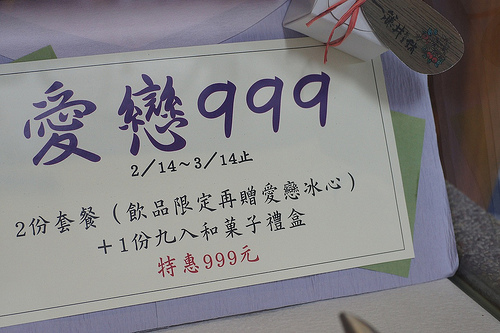 愛戀999
2/14~3/14止
2份套餐(飲品限定再贈愛戀冰心)
+1份九入和菓子禮盒
特惠999元